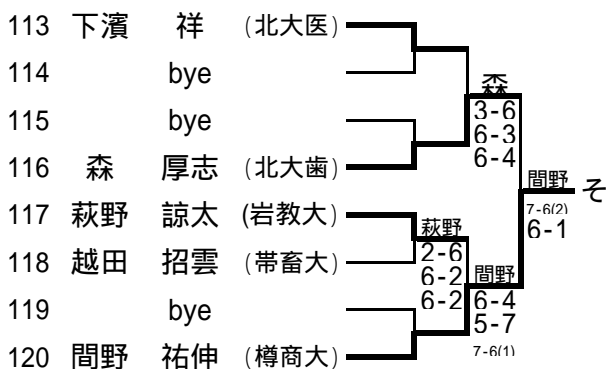 113 下濱 祥 (北大医)
114 bye
115 bye
116 森 厚志 (北大歯)
117 萩野 諒太 (岩教大)
118 越田 招雲 (帯畜大)
119 bye
120 間野 祐伸 (樽商大)
萩野
2-6
6-2
6-2
森
3-6
6-3
6-4
間野
6-4
5-7
7-6(1)
間野
7-6(2)
6-1
そ